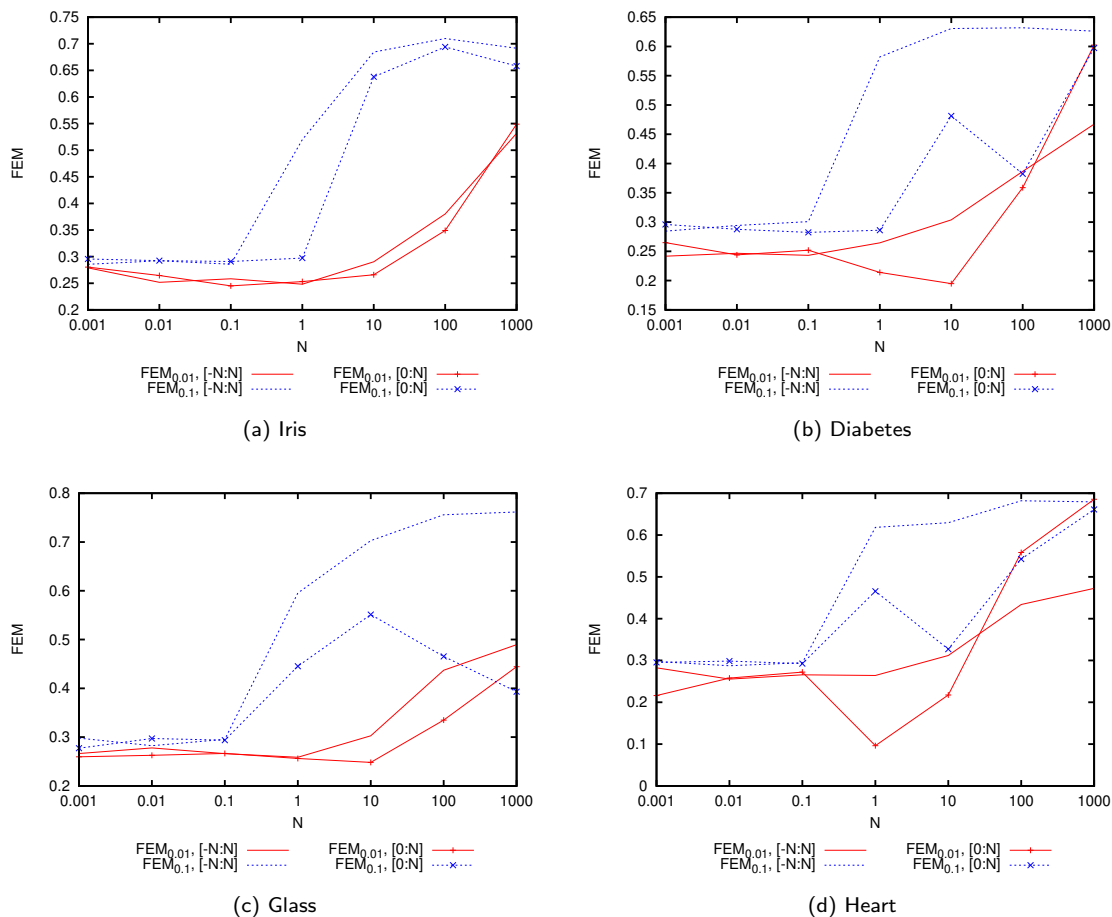 0.75
0.7
0.65
0.6
0.55
0.5
0.45
0.4
0.35
0.3
0.25
0.2
FEM
0.001 0.01 0.1 1 10 100 1000
N
FEM0.01, [-N:N] FEM0.01, [0:N]
FEM0.1, [-N:N] FEM0.1, [0:N]
(a) Iris
0.65
0.6
0.55
0.5
0.45
0.4
0.35
0.3
0.25
0.2
0.15
FEM
0.001 0.01 0.1 1 10 100 1000
N
FEM0.01, [-N:N] FEM0.01, [0:N]
FEM0.1, [-N:N] FEM0.1, [0:N]
(b) Diabetes
0.8
0.7
0.6
0.5
0.4
0.3
0.2
FEM
0.001 0.01 0.1 1 10 100 1000
N
FEM0.01, [-N:N] FEM0.01, [0:N]
FEM0.1, [-N:N] FEM0.1, [0:N]
(c) Glass
0.7
0.6
0.5
0.4
0.3
0.2
0.1
0
FEM
0.001 0.01 0.1 1 10 100 1000
N
FEM0.01, [-N:N] FEM0.01, [0:N]
FEM0.1, [-N:N] FEM0.1, [0:N]
(d) Heart